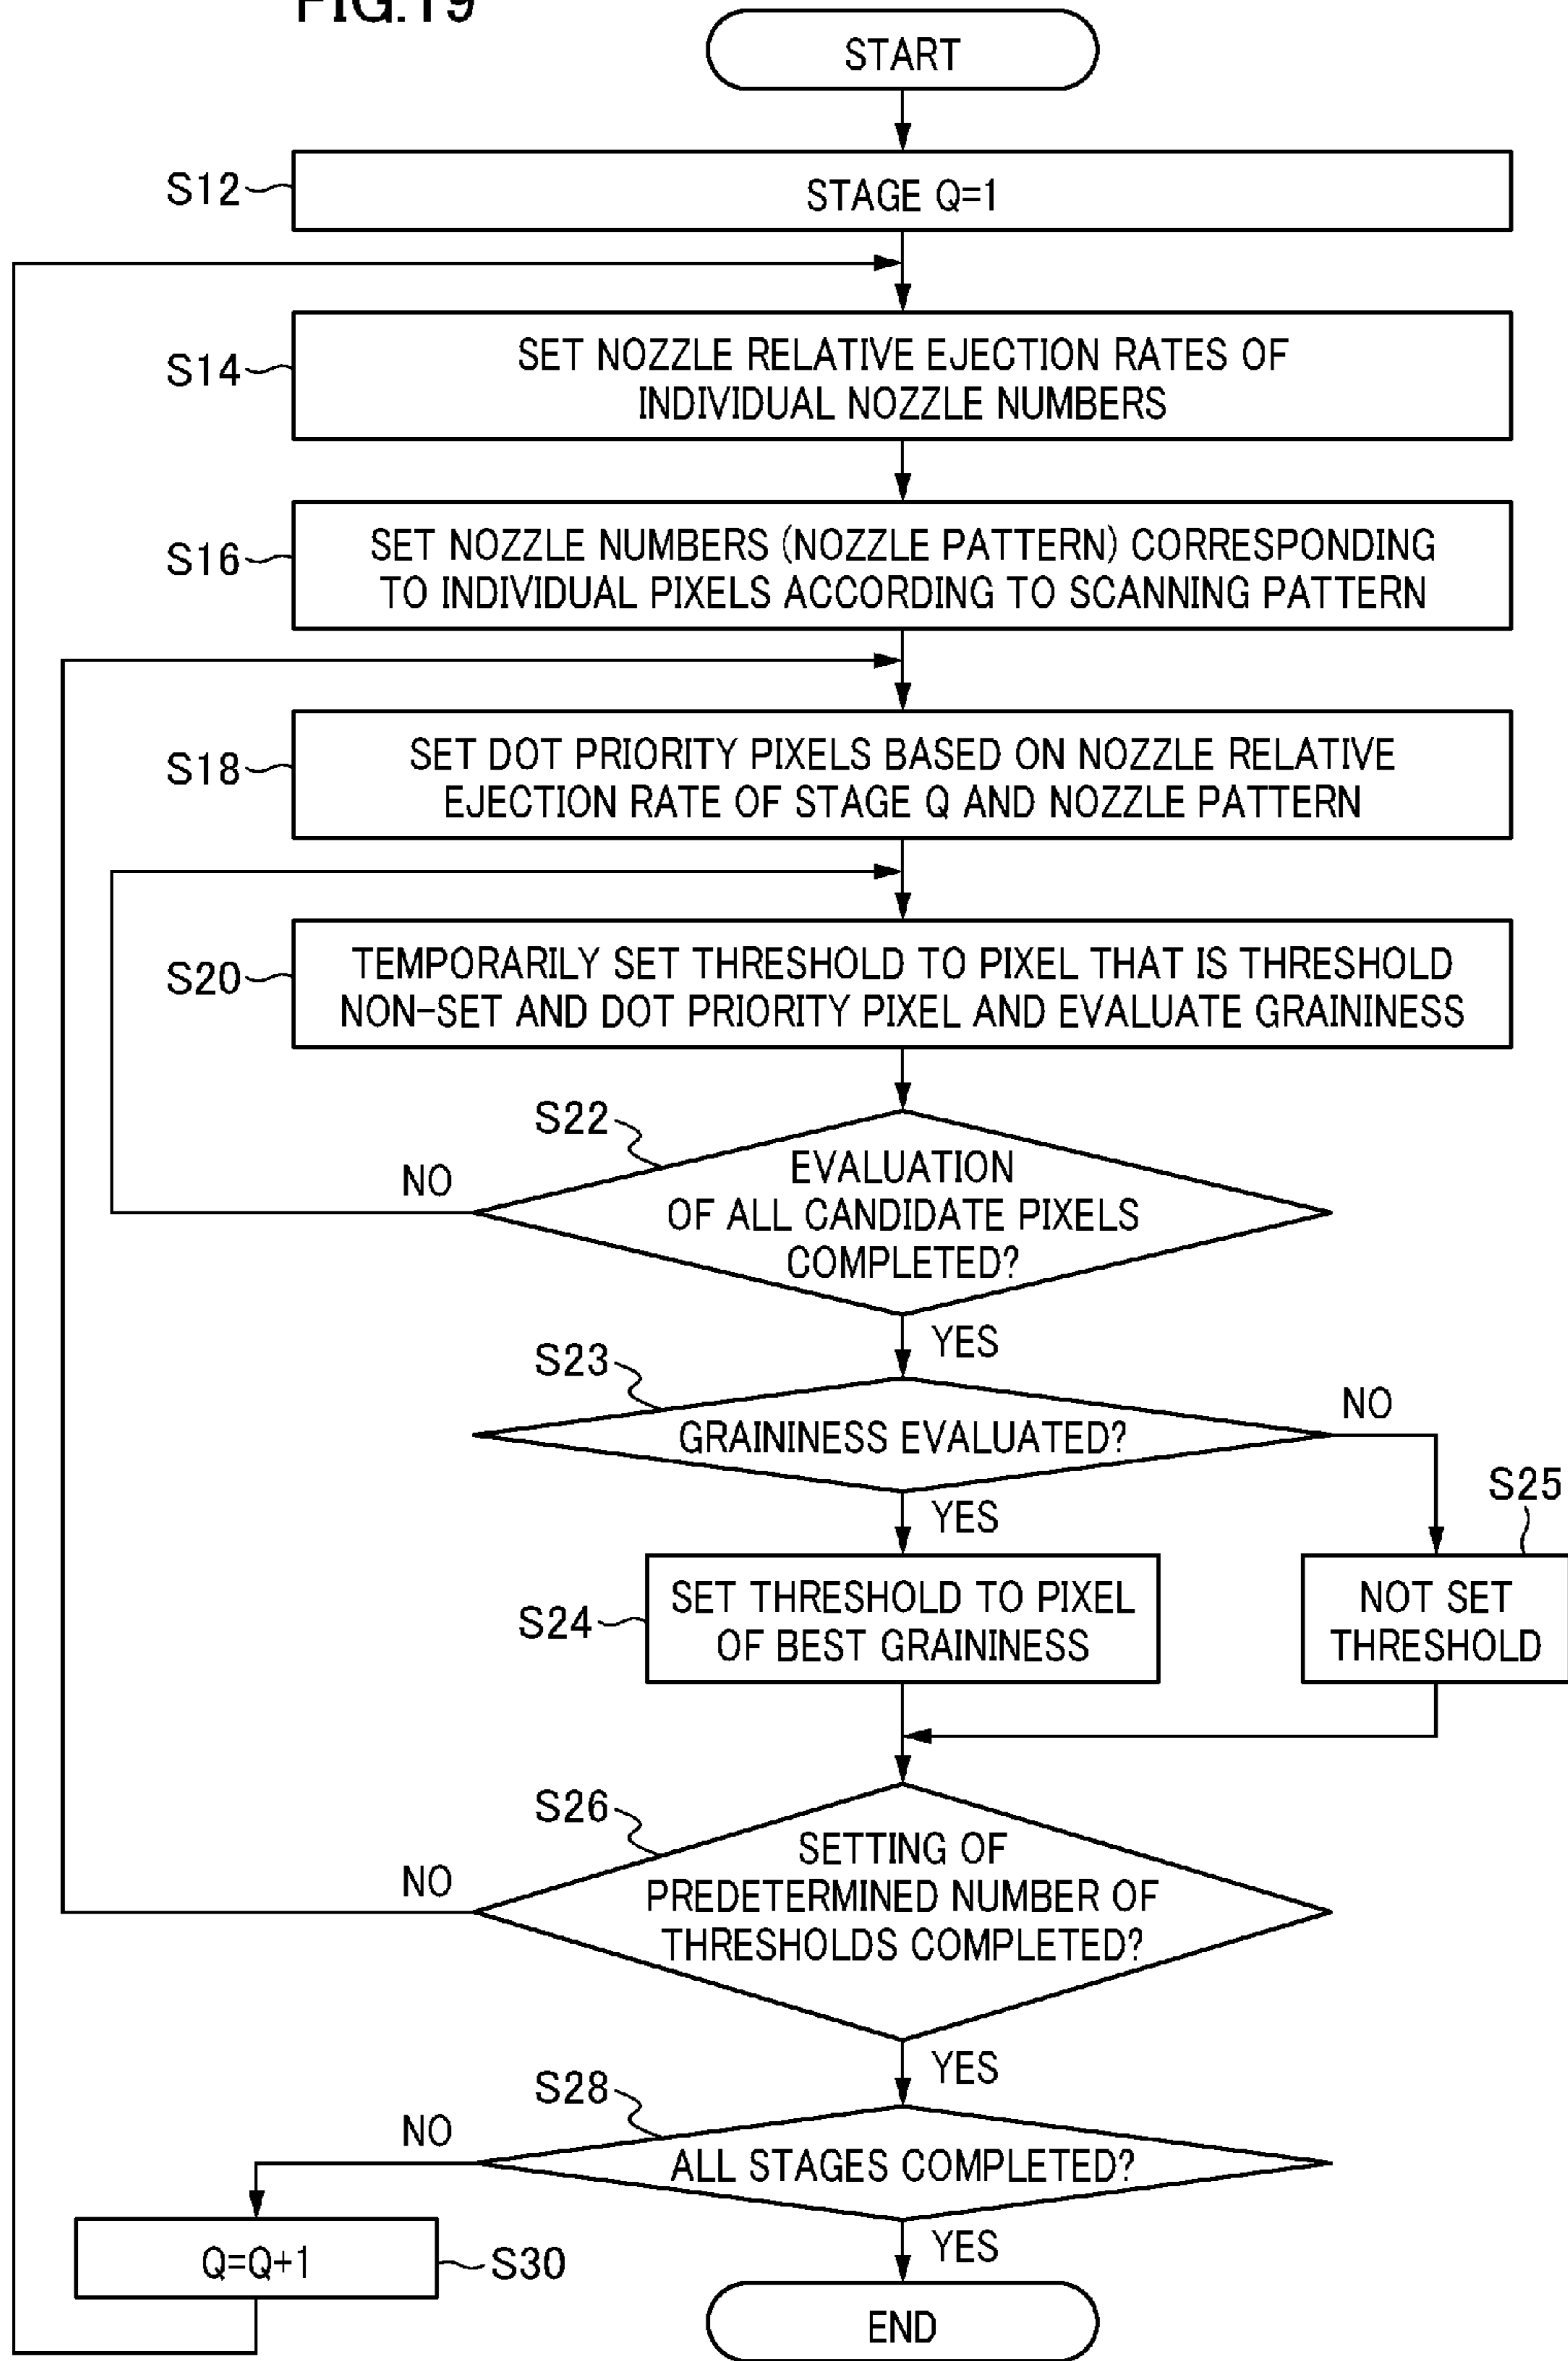 FIG.19
START
S12
STAGE Q=1
S14
SET NOZZLE RELATIVE EJECTION RATES OF
INDIVIDUAL NOZZLE NUMBERS
S16
SET NOZZLE NUMBERS (NOZZLE PATTERN) CORRESPONDING
TO INDIVIDUAL PIXELS ACCORDING TO SCANNING PATTERN
S18
SET DOT PRIORITY PIXELS BASED ON NOZZLE RELATIVE
EJECTION RATE OF STAGE Q AND NOZZLE PATTERN
S20
TEMPORARILY SET THRESHOLD TO PIXEL THAT IS THRESHOLD
NON-SET AND DOT PRIORITY PIXEL AND EVALUATE GRAININESS
S22
NO
EVALUATION
OF ALL CANDIDATE PIXELS
COMPLETED?
YES
S23
GRAININESS EVALUATED?
NO
YES
S25
S24
SET THRESHOLD TO PIXEL
OF BEST GRAININESS
NOT SET
THRESHOLD
S26
NO
SETTING OF
PREDETERMINED NUMBER OF
THRESHOLDS COMPLETED?
YES
S28
NO
ALL STAGES COMPLETED?
YES
Q=Q+1
S30
END